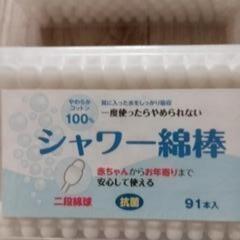 やわらか
コットン
100%
耳に入った水をしっかり吸収
一度使ったらやめられない
シャワー綿棒
赤ちゃんからお年寄りまで
安心して使える
二段綿球
抗菌
91本入